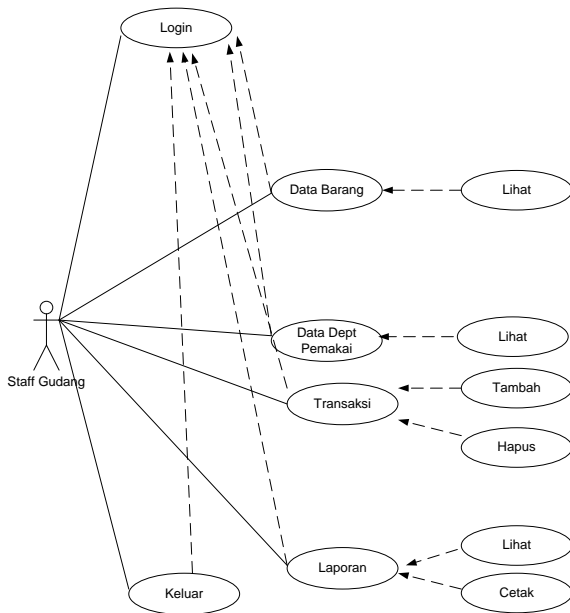 Login
Data Barang
Lihat
Data Dept
Pemakai
Lihat
Staff Gudang
Transaksi
Tambah
Hapus
Laporan
Lihat
Keluar
Cetak